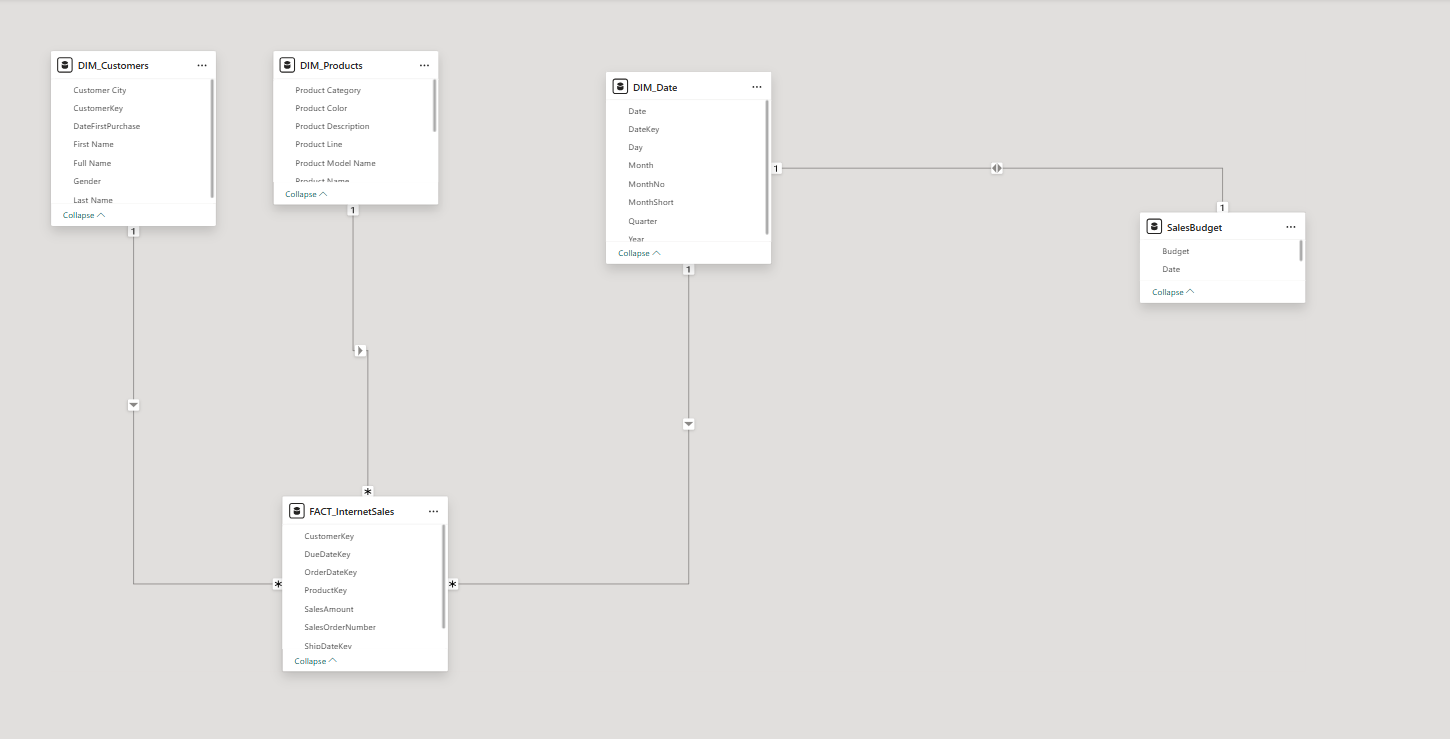 DIM_Customers
Customer City
CustomerKey
DateFirstPurchase
First Name
Full Name
Gender
Last Name
Collapse
1
DIM_Products
Product Category
Product Color
Product Description
Product Line
Product Model Name
Product Name
Collapse
1
DIM_Date
Date
DateKey
Day
Month
MonthNo
MonthShort
Quarter
Year
Collapse
1
1
1
SalesBudget
Budget
Date
Collapse
*
FACT_InternetSales
CustomerKey
DueDateKey
OrderDateKey
ProductKey
SalesAmount
SalesOrderNumber
ShipDateKey
Collapse
*
*